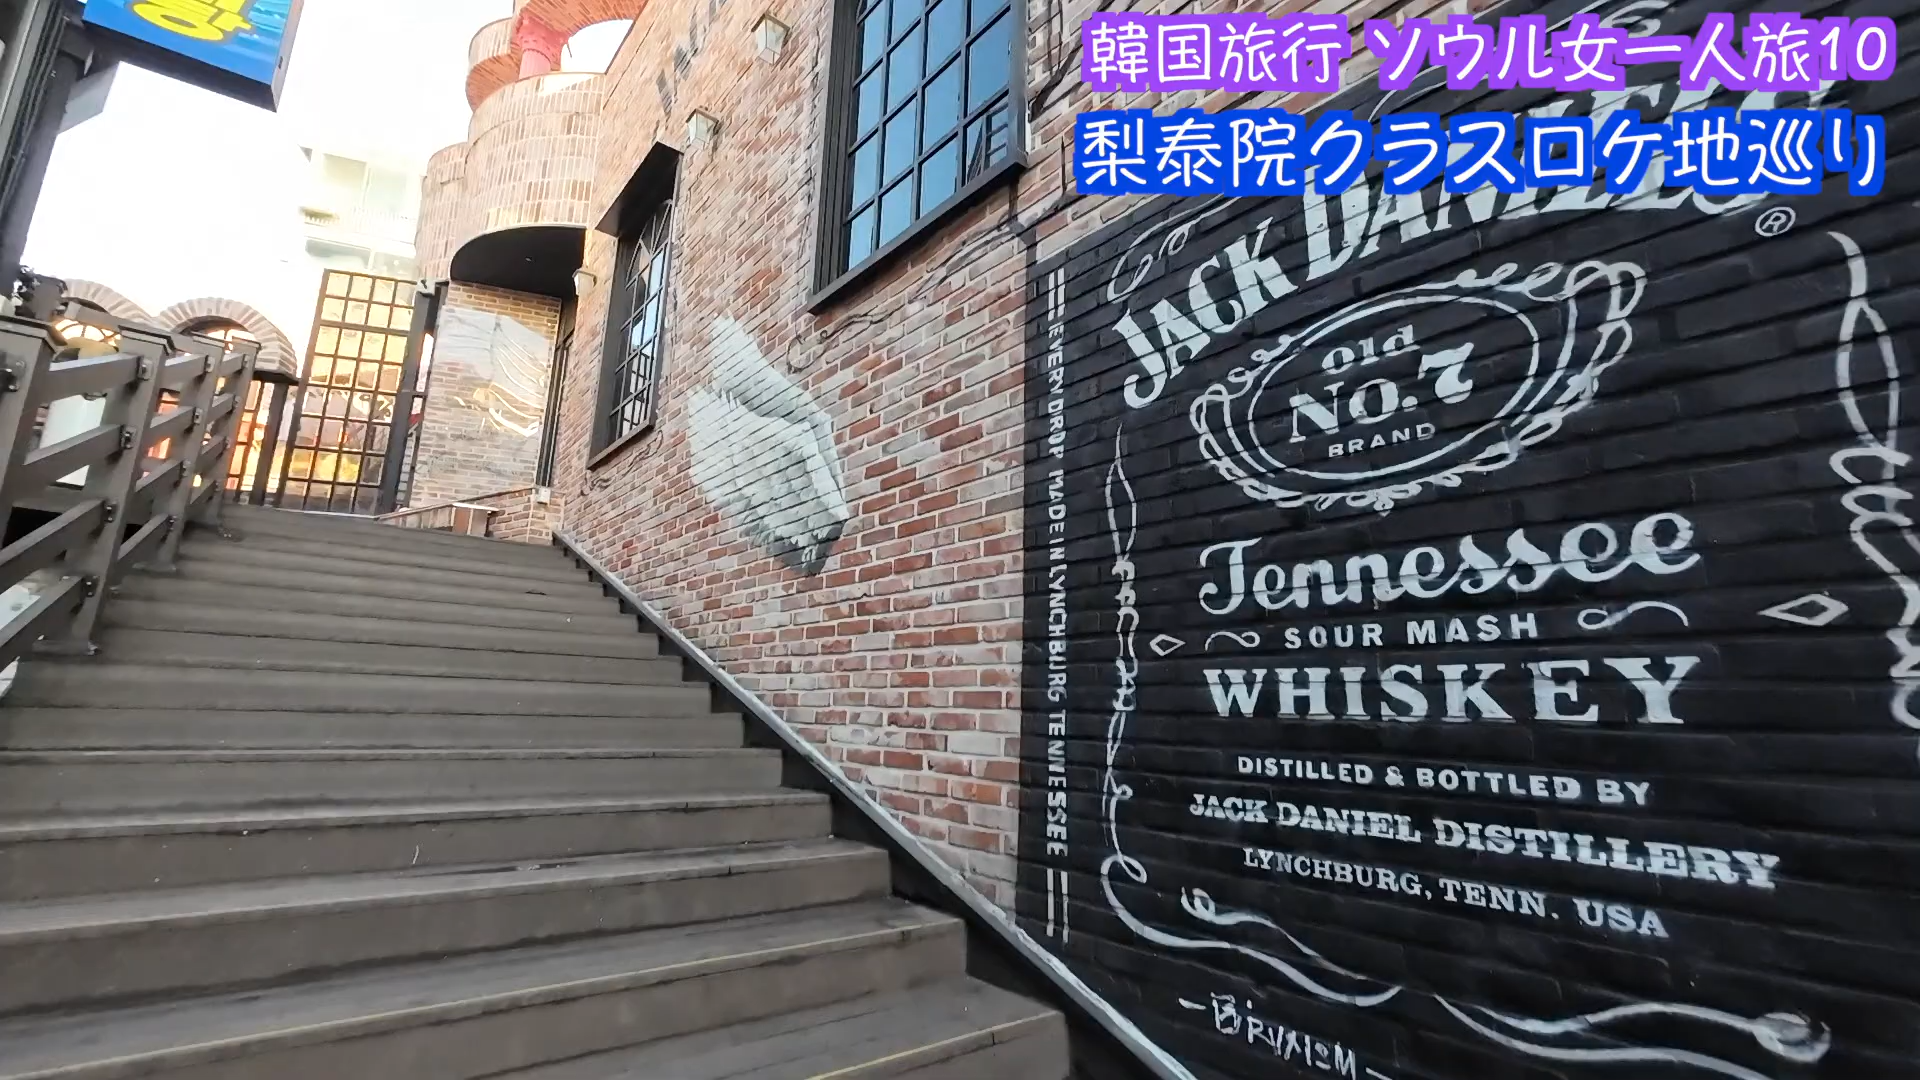 韓国旅行 ソウル女一人旅10
梨泰院クラスロケ地巡り
랑
JACK DANIEL'S
®
Old
No.7
BRAND
Tennessee
SOUR MASH
WHISKEY
DISTILLED & BOTTLED BY
JACK DANIEL DISTILLERY
LYNCHBURG, TENN. USA
EVERY DROP MADE IN LYNCHBURG TENNESSEE